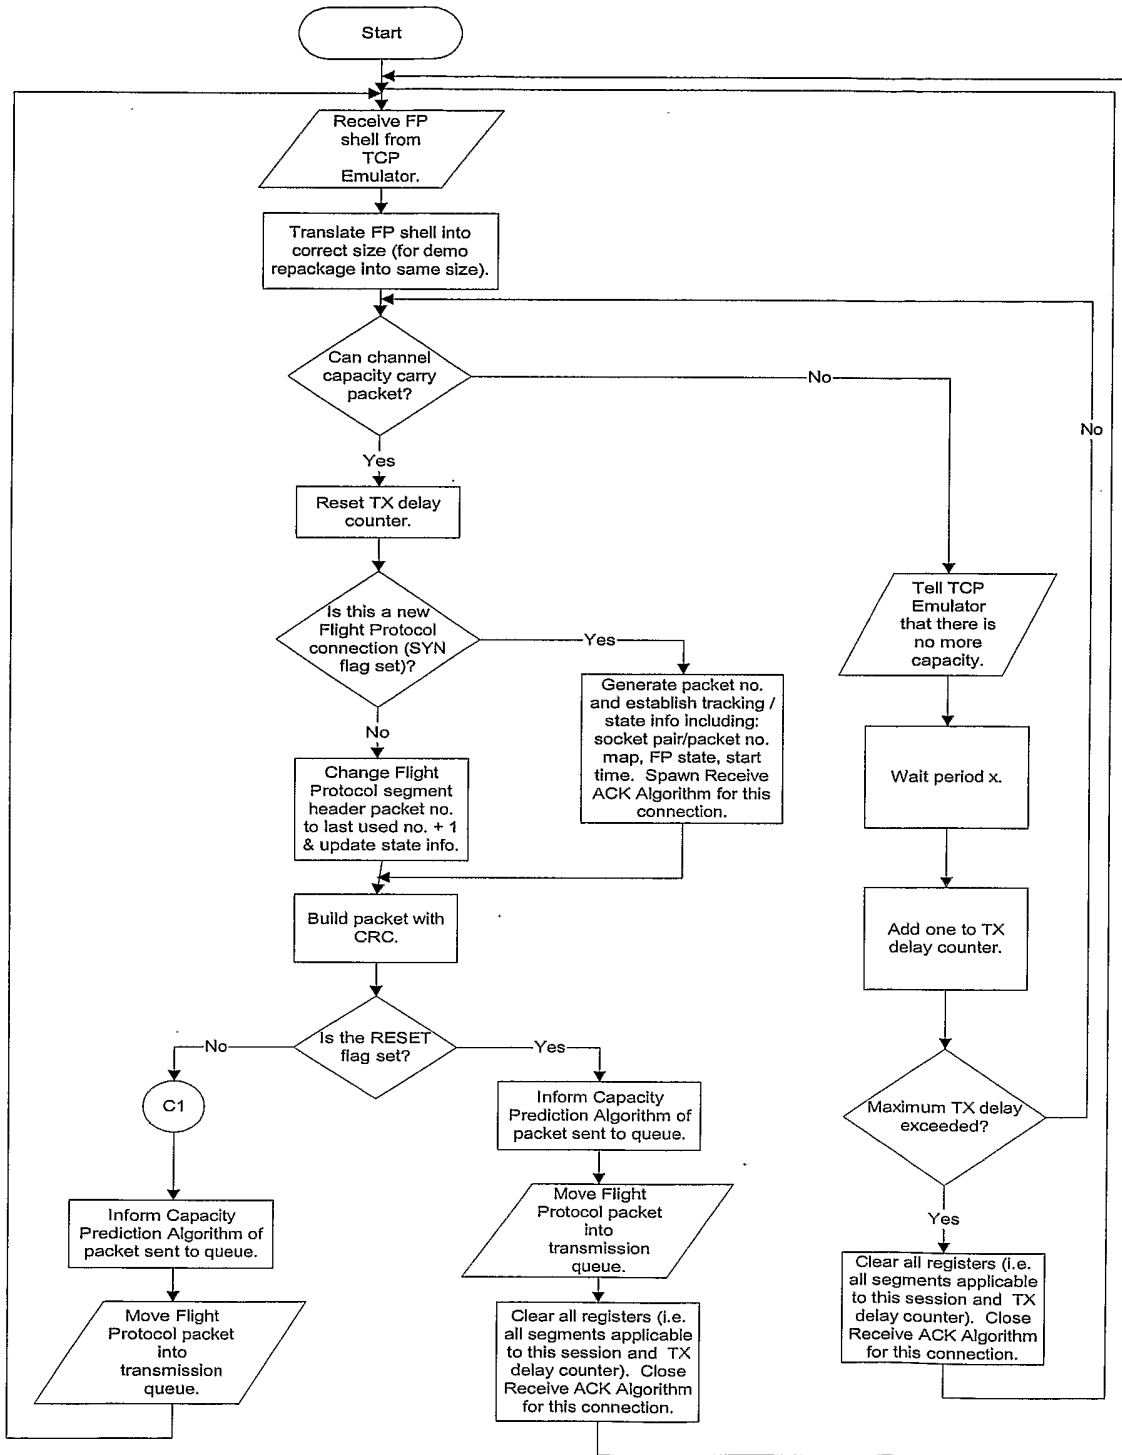 Start
Receive FP
shell from
TCP
Emulator.
Translate FP shell into
correct size (for demo
repackage into same size).
Can channel
capacity carry
packet?
No
No
Yes
Reset TX delay
counter.
Is this a new
Flight Protocol
connection (SYN
flag set)?
Yes
Tell TCP
Emulator
that there is
no more
capacity.
Generate packet no.
and establish tracking /
state info including:
socket pair/packet no.
map, FP state, start
time. Spawn Receive
ACK Algorithm for this
connection.
No
Change Flight
Protocol segment
header packet no.
to last used no. + 1
& update state info.
Wait period x.
Build packet with
CRC.
Add one to TX
delay counter.
Is the RESET
flag set?
No
Yes
C1
Inform Capacity
Prediction Algorithm of
packet sent to queue.
Maximum TX delay
exceeded?
Inform Capacity
Prediction Algorithm of
packet sent to queue.
Move Flight
Protocol packet
into
transmission
queue.
Yes
Move Flight
Protocol packet
into
transmission
queue.
Clear all registers (i.e.
all segments applicable
to this session and TX
delay counter). Close
Receive ACK Algorithm
for this connection.
Clear all registers (i.e.
all segments applicable
to this session and TX
delay counter). Close
Receive ACK Algorithm
for this connection.